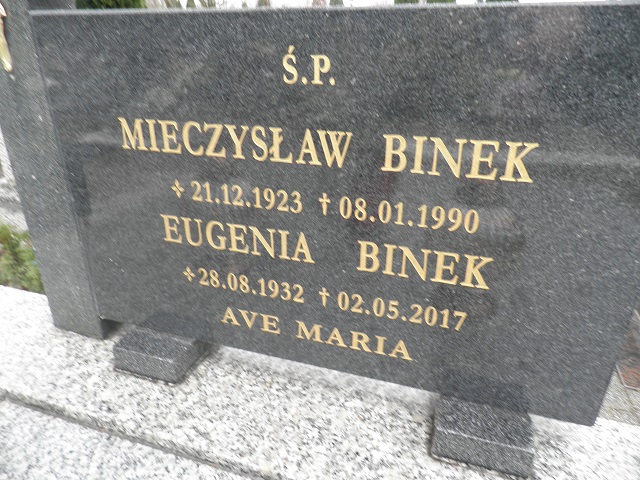 Ś.P.
MIECZYSŁAW BINEK
✢ 21.12.1923 † 08.01.1990
EUGENIA BINEK
✢ 28.08.1932 † 02.05.2017
AVE MARIA